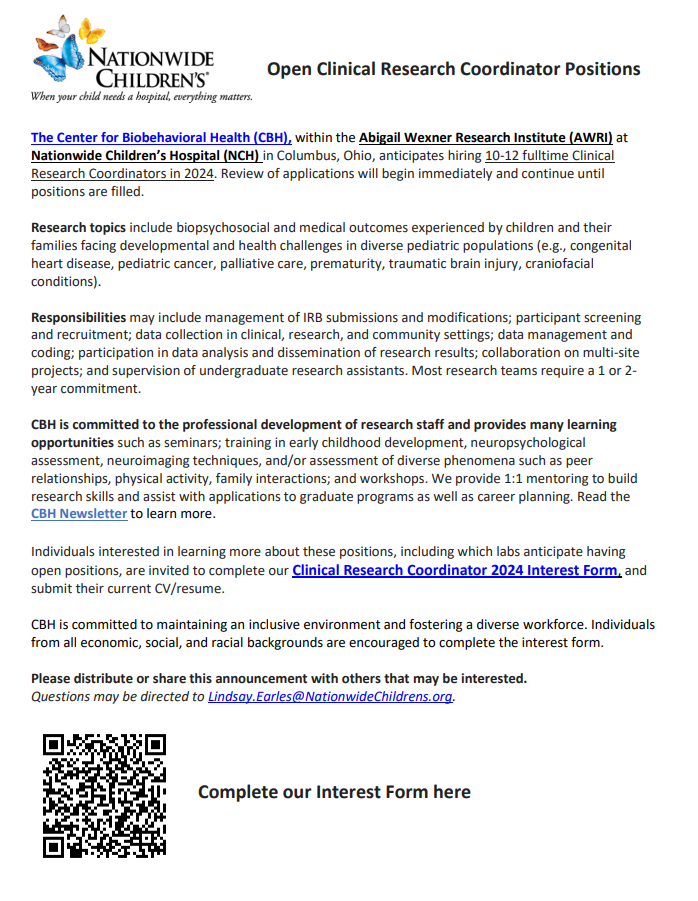 NATIONWIDE
CHILDREN'S®
When your child needs a hospital, everything matters.
Open Clinical Research Coordinator Positions
The Center for Biobehavioral Health (CBH), within the Abigail Wexner Research Institute (AWRI) at
Nationwide Children's Hospital (NCH) in Columbus, Ohio, anticipates hiring 10-12 fulltime Clinical
Research Coordinators in 2024. Review of applications will begin immediately and continue until
positions are filled.
Research topics include biopsychosocial and medical outcomes experienced by children and their
families facing developmental and health challenges in diverse pediatric populations (e.g., congenital
heart disease, pediatric cancer, palliative care, prematurity, traumatic brain injury, craniofacial
conditions).
Responsibilities may include management of IRB submissions and modifications; participant screening
and recruitment; data collection in clinical, research, and community settings; data management and
coding; participation in data analysis and dissemination of research results; collaboration on multi-site
projects; and supervision of undergraduate research assistants. Most research teams require a 1 or 2-
year commitment.
CBH is committed to the professional development of research staff and provides many learning
opportunities such as seminars; training in early childhood development, neuropsychological
assessment, neuroimaging techniques, and/or assessment of diverse phenomena such as peer
relationships, physical activity, family interactions; and workshops. We provide 1:1 mentoring to build
research skills and assist with applications to graduate programs as well as career planning. Read the
CBH Newsletter to learn more.
Individuals interested in learning more about these positions, including which labs anticipate having
open positions, are invited to complete our Clinical Research Coordinator 2024 Interest Form, and
submit their current CV/resume.
CBH is committed to maintaining an inclusive environment and fostering a diverse workforce. Individuals
from all economic, social, and racial backgrounds are encouraged to complete the interest form.
Please distribute or share this announcement with others that may be interested.
Questions may be directed to Lindsay.Earles@NationwideChildrens.org.
Complete our Interest Form here